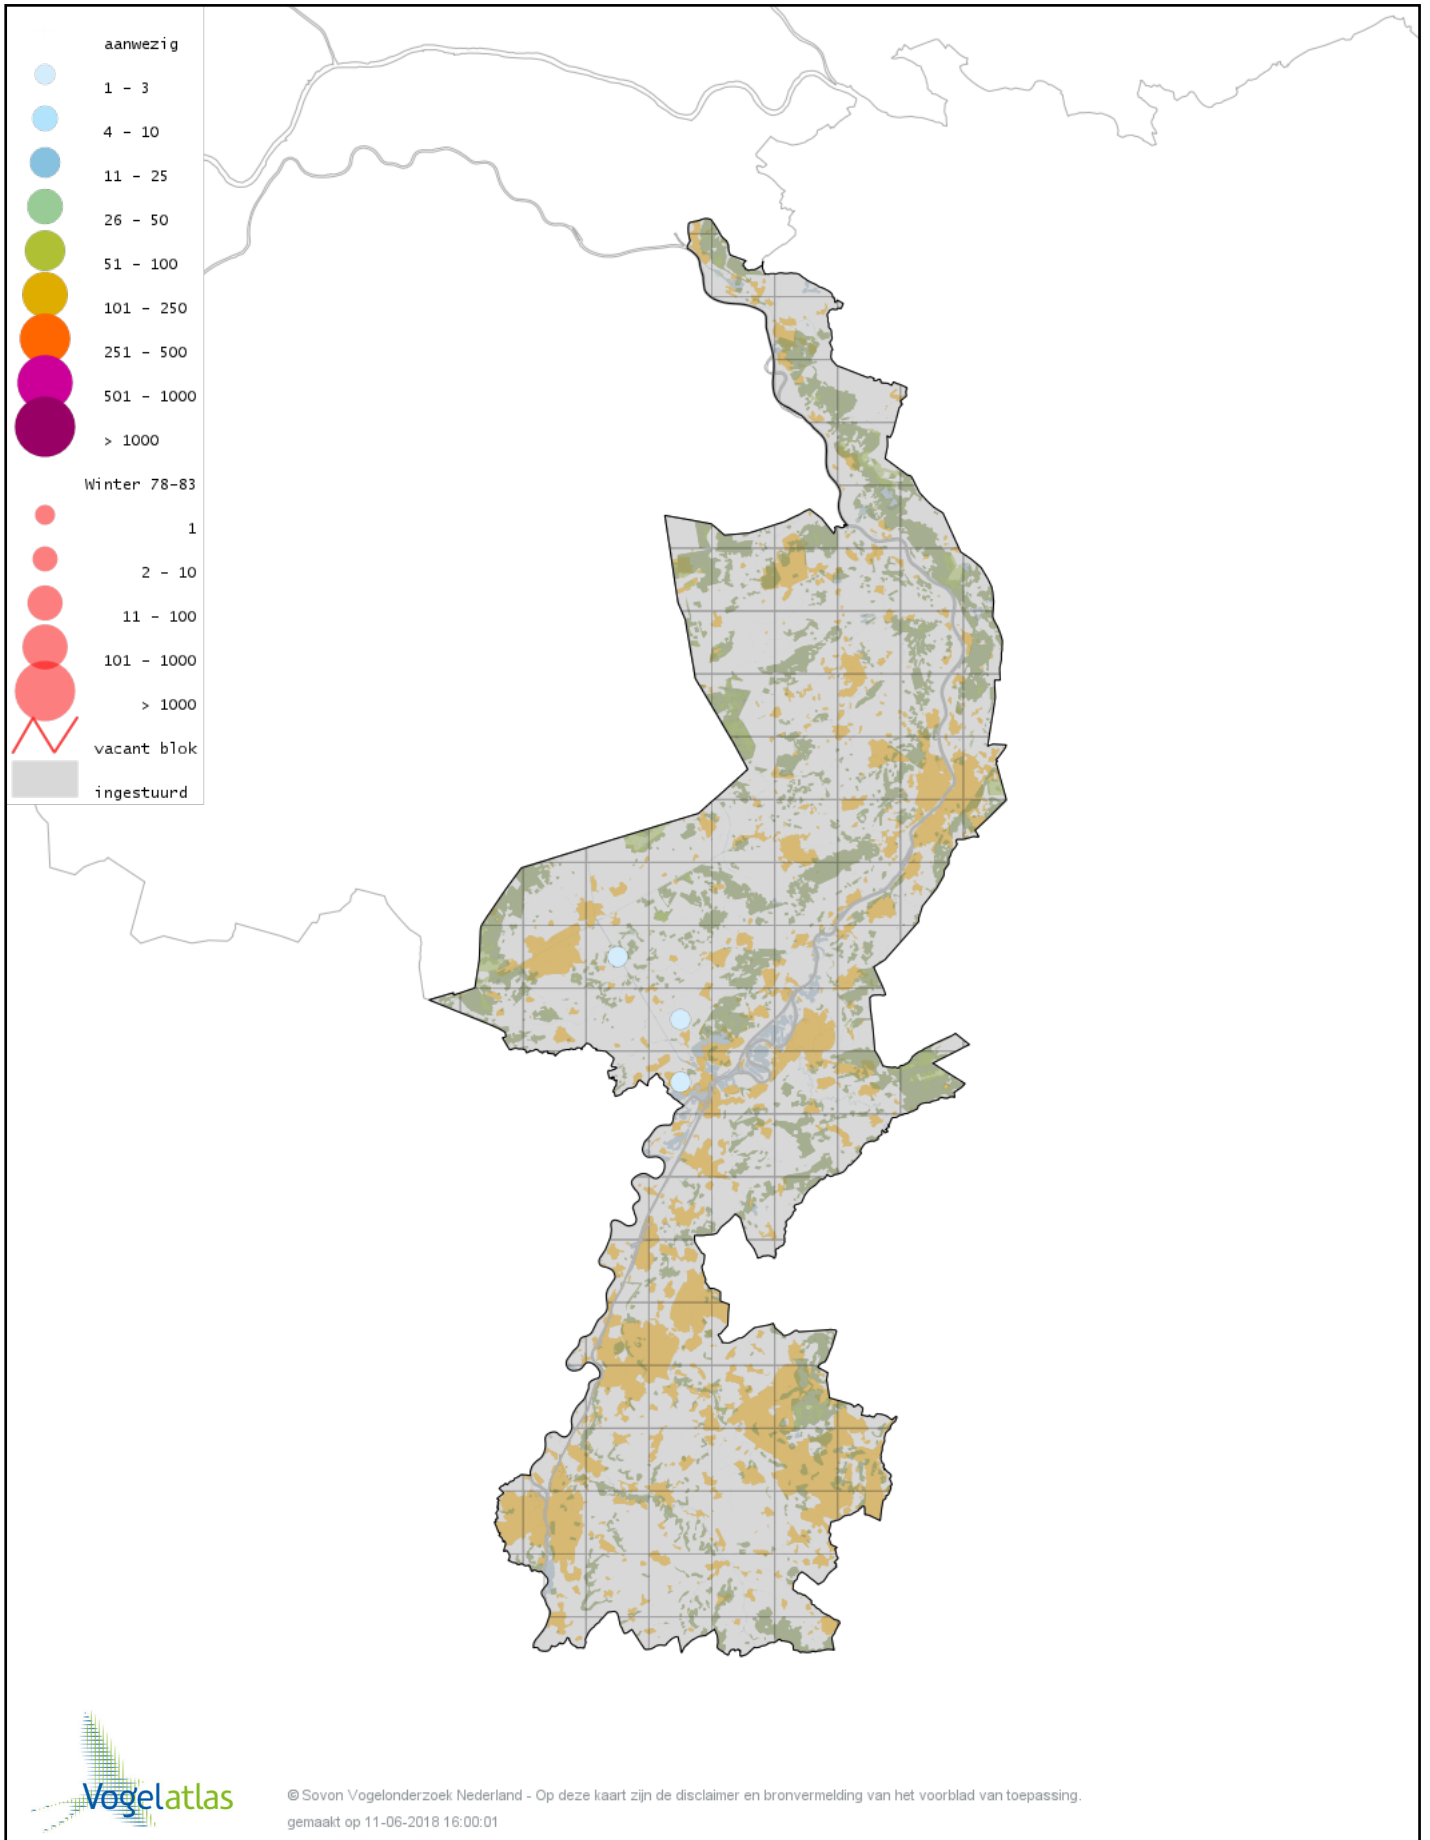 aanwezig
1 – 3
4 – 10
11 – 25
26 – 50
51 – 100
101 – 250
251 – 500
501 – 1000
> 1000
Winter 78-83
1
2 – 10
11 – 100
101 – 1000
> 1000
vacant blok
ingestuurd
Vogelatlas
© Sovon Vogelonderzoek Nederland - Op deze kaart zijn de disclaimer en bronvermelding van het voorblad van toepassing.
gemaakt op 11-06-2018 16:00:01